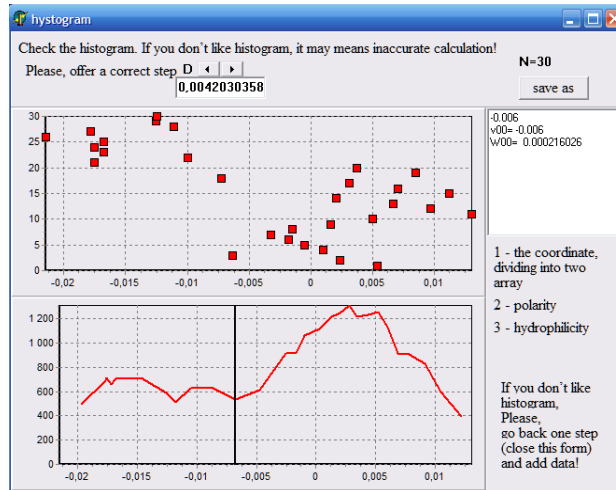 hystogram
Check the histogram. If you don't like histogram, it may means inaccurate calculation!
N=30
Please, offer a correct step D
0,0042030358
save as
30
25
20
15
10
5
0
-0,02 -0,015 -0,01 -0,005 0 0,005 0,01
-0.006
v00= -0.006
W00= 0.000216026
1 - the coordinate,
dividing into two
array
2 - polarity
3 - hydrophilicity
1 200
1 000
800
600
400
200
0
-0,02 -0,015 -0,01 -0,005 0 0,005 0,01
If you don't like
histogram,
Please,
go back one step
(close this form)
and add data!